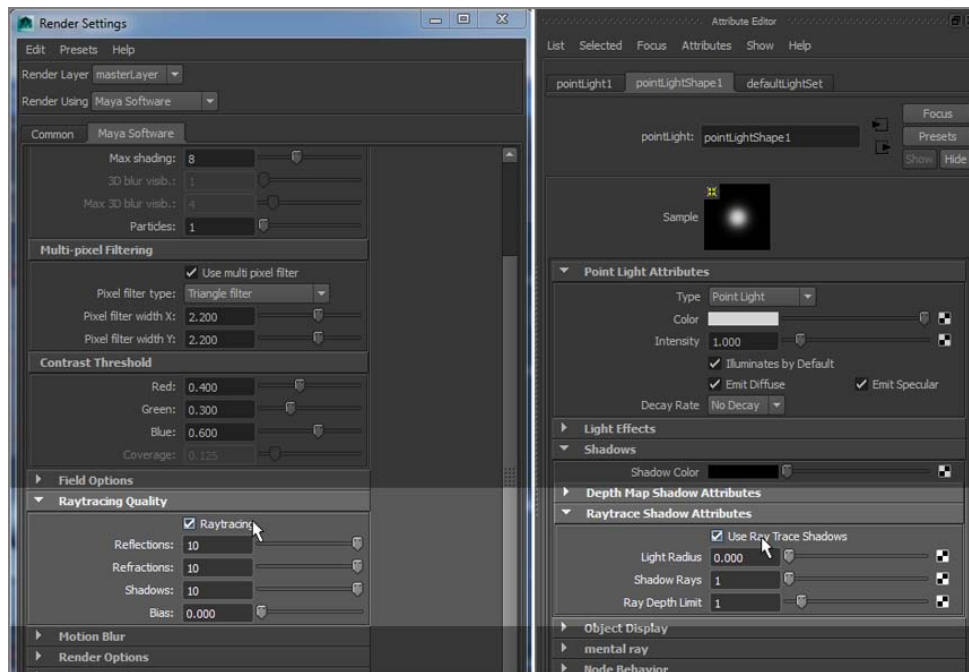 Render Settings
Edit Presets Help
Render Layer masterLayer
Render Using Maya Software
Common Maya Software
Max shading: 8
3D blur visib.: 1
Max 3D blur visib.: 4
Particles: 1
Multi-pixel Filtering
Use multi pixel filter
Pixel filter type: Triangle filter
Pixel filter width X: 2.200
Pixel filter width Y: 2.200
Contrast Threshold
Red: 0.400
Green: 0.300
Blue: 0.600
Coverage: 0.125
Field Options
Raytracing Quality
Raytracing
Reflections: 10
Refractions: 10
Shadows: 10
Bias: 0.000
Motion Blur
Render Options
Attribute Editor
List Selected Focus Attributes Show Help
pointLight1 pointLightShape1 defaultLightSet
Focus
pointLight: pointLightShape1
Presets
Show Hide
Sample
Point Light Attributes
Type Point Light
Color
Intensity 1.000
Illuminates by Default
Emit Diffuse Emit Specular
Decay Rate No Decay
Light Effects
Shadows
Shadow Color
Depth Map Shadow Attributes
Raytrace Shadow Attributes
Use Ray Trace Shadows
Light Radius 0.000
Shadow Rays 1
Ray Depth Limit 1
Object Display
mental ray
Node Behavior